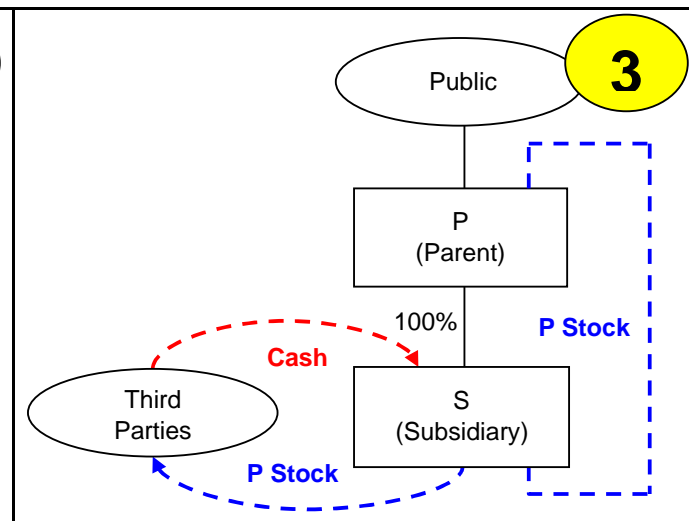 Public
3
P
(Parent)
100%
P Stock
Cash
Third
Parties
S
(Subsidiary)
P Stock